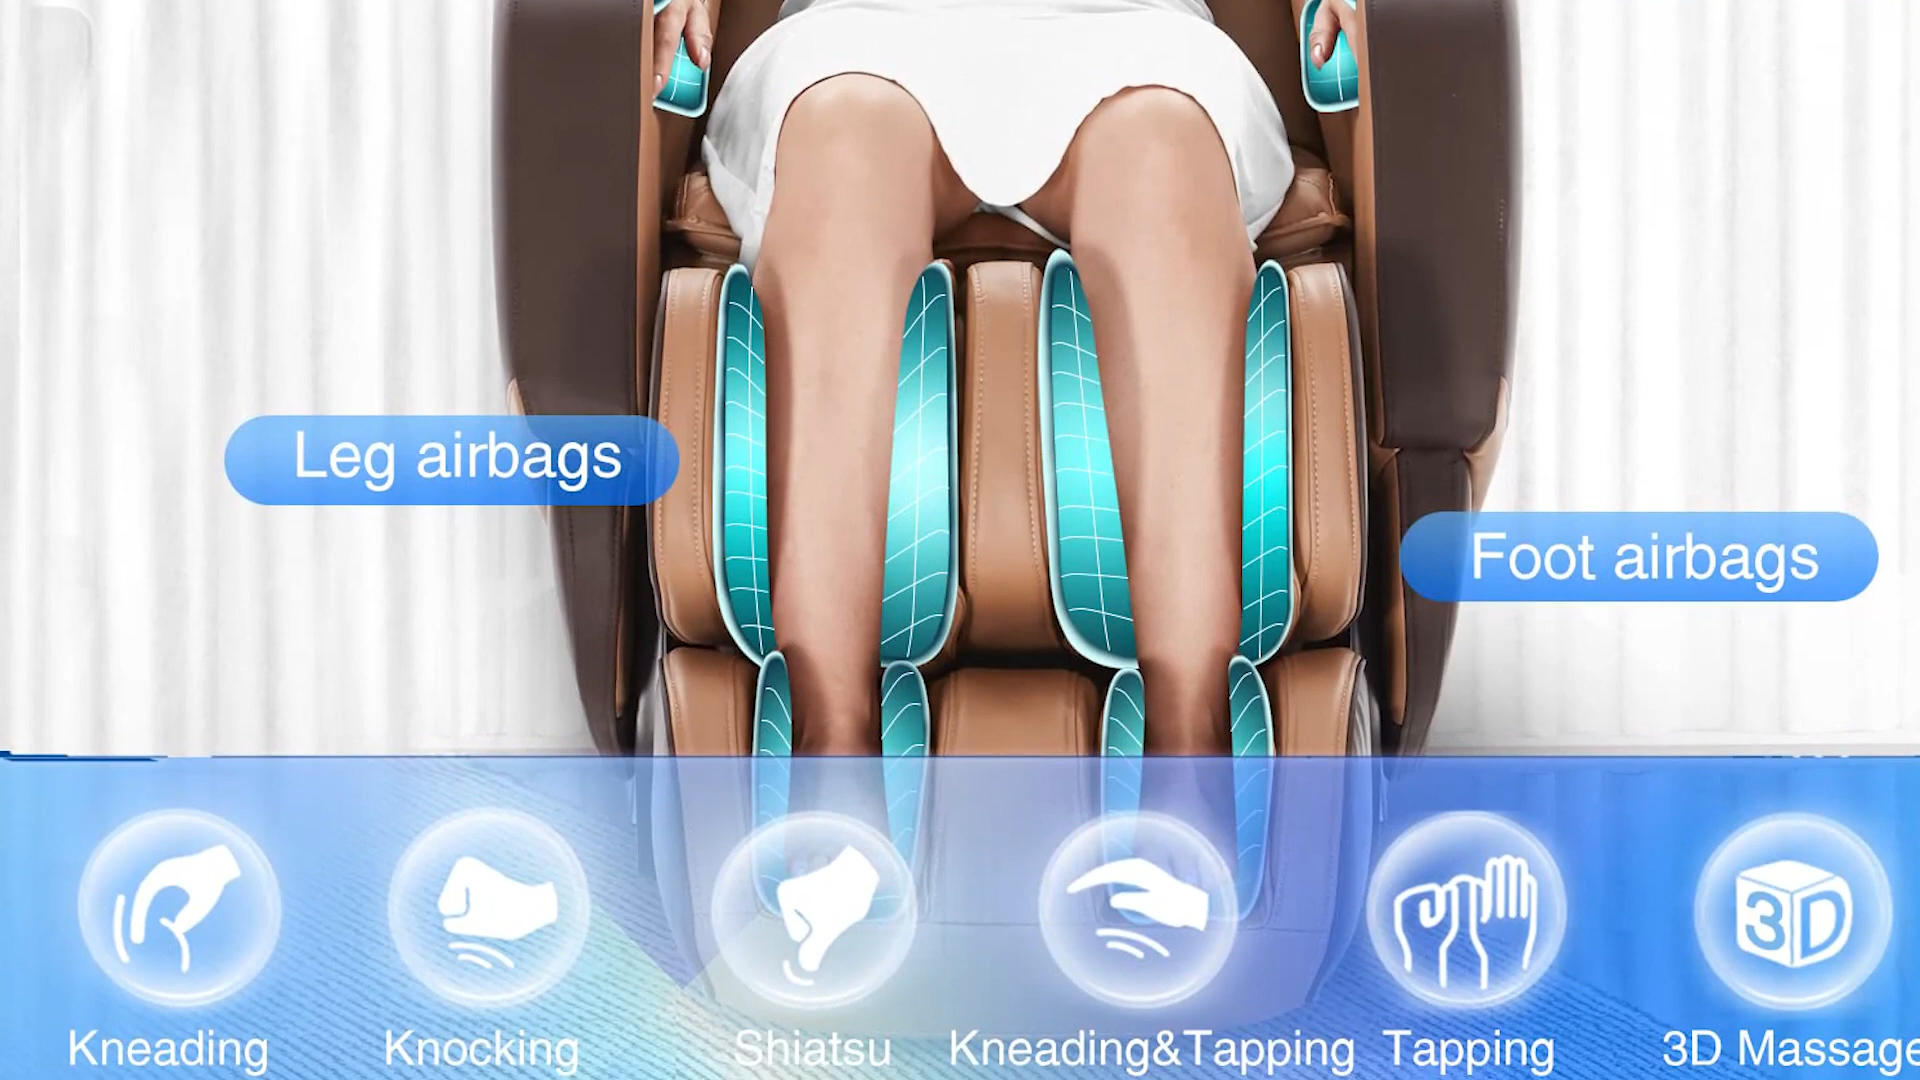 Leg airbags
Foot airbags
3D
Kneading
Knocking
Shiatsu
Kneading&Tapping
Tapping
3D Massage